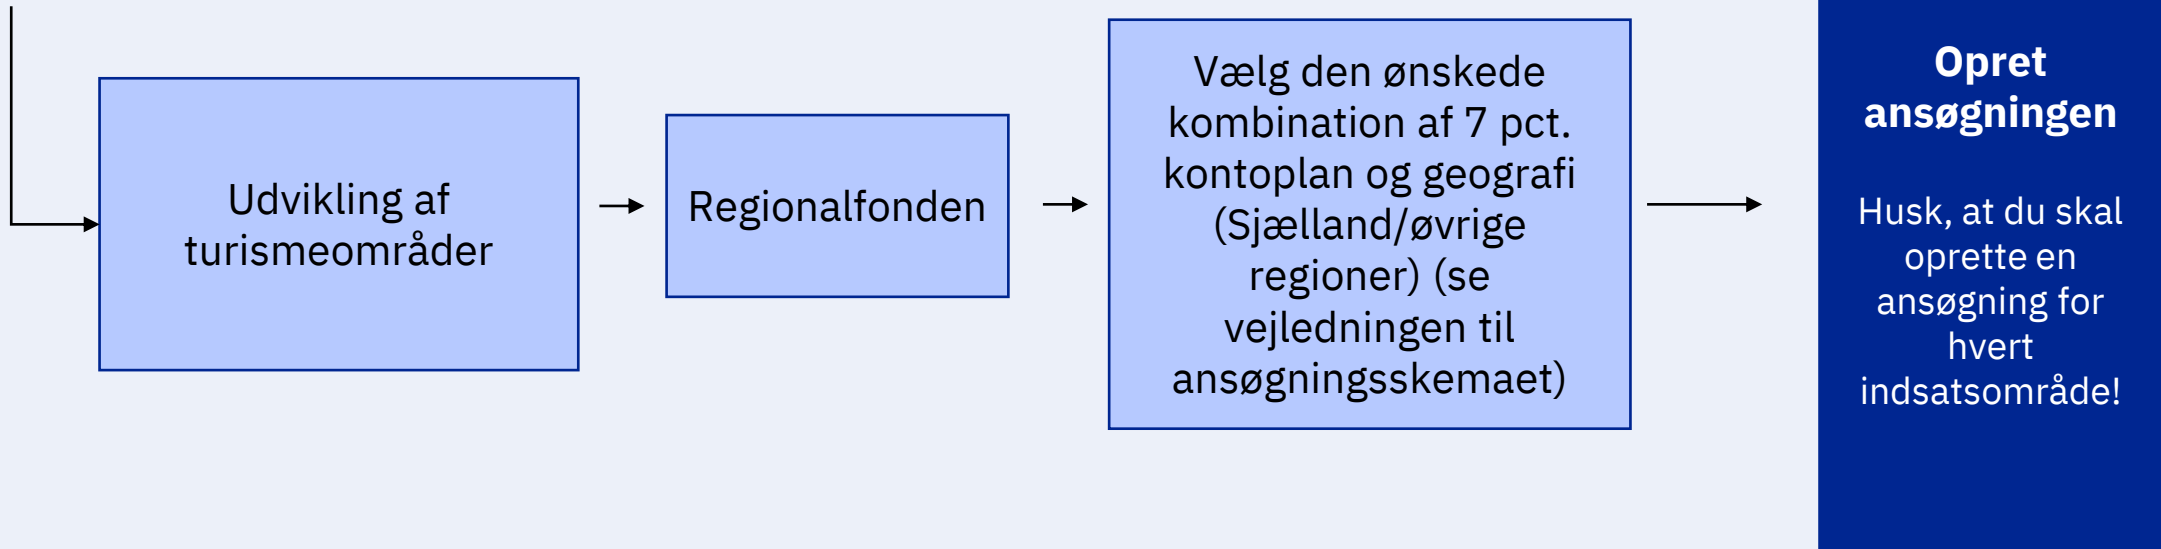 Udvikling af
turismeområder
Regionalfonden
Vælg den ønskede
kombination af 7 pct.
kontoplan og geografi
(Sjælland/øvrige
regioner) (se
vejledningen til
ansøgningsskemaet)
Opret
ansøgningen
Husk, at du skal
oprette en
ansøgning for
hvert
indsatsområde!